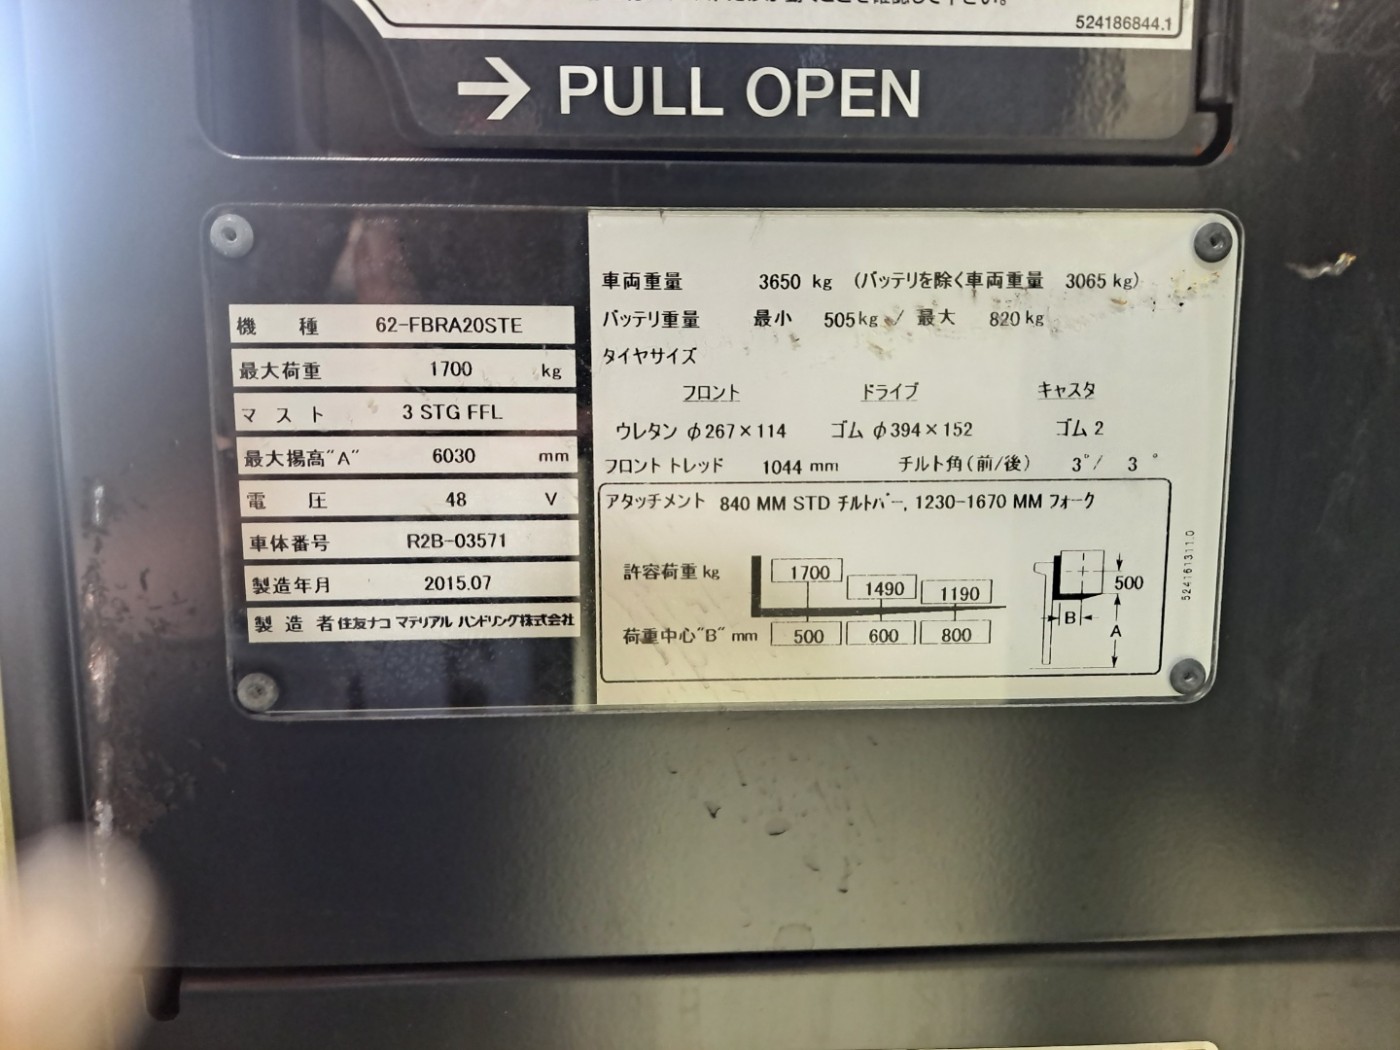 524186844.1
→ PULL OPEN
機 種 62-FBRA20STE
最大荷重 1700 kg
マスト 3 STG FFL
最大揚高"A" 6030 mm
電 圧 48 V
車体番号 R2B-03571
製造年月 2015.07
製造者 住友ナコ マテリアル ハンドリング株式会社
車両重量 3650 kg (バッテリを除く車両重量 3065 kg)
バッテリ重量 最小 505 kg / 最大 820 kg
タイヤサイズ
フロント ドライブ キャスタ
ウレタン φ267×114 ゴム φ394×152 ゴム 2
フロント トレッド 1044 mm チルト角(前/後) 3°/ 3°
アタッチメント 840 MM STD チルトバー, 1230-1670 MM フォーク
許容荷重 kg 1700 1490 1190
荷重中心"B" mm 500 600 800
500
B
A
524161311.0